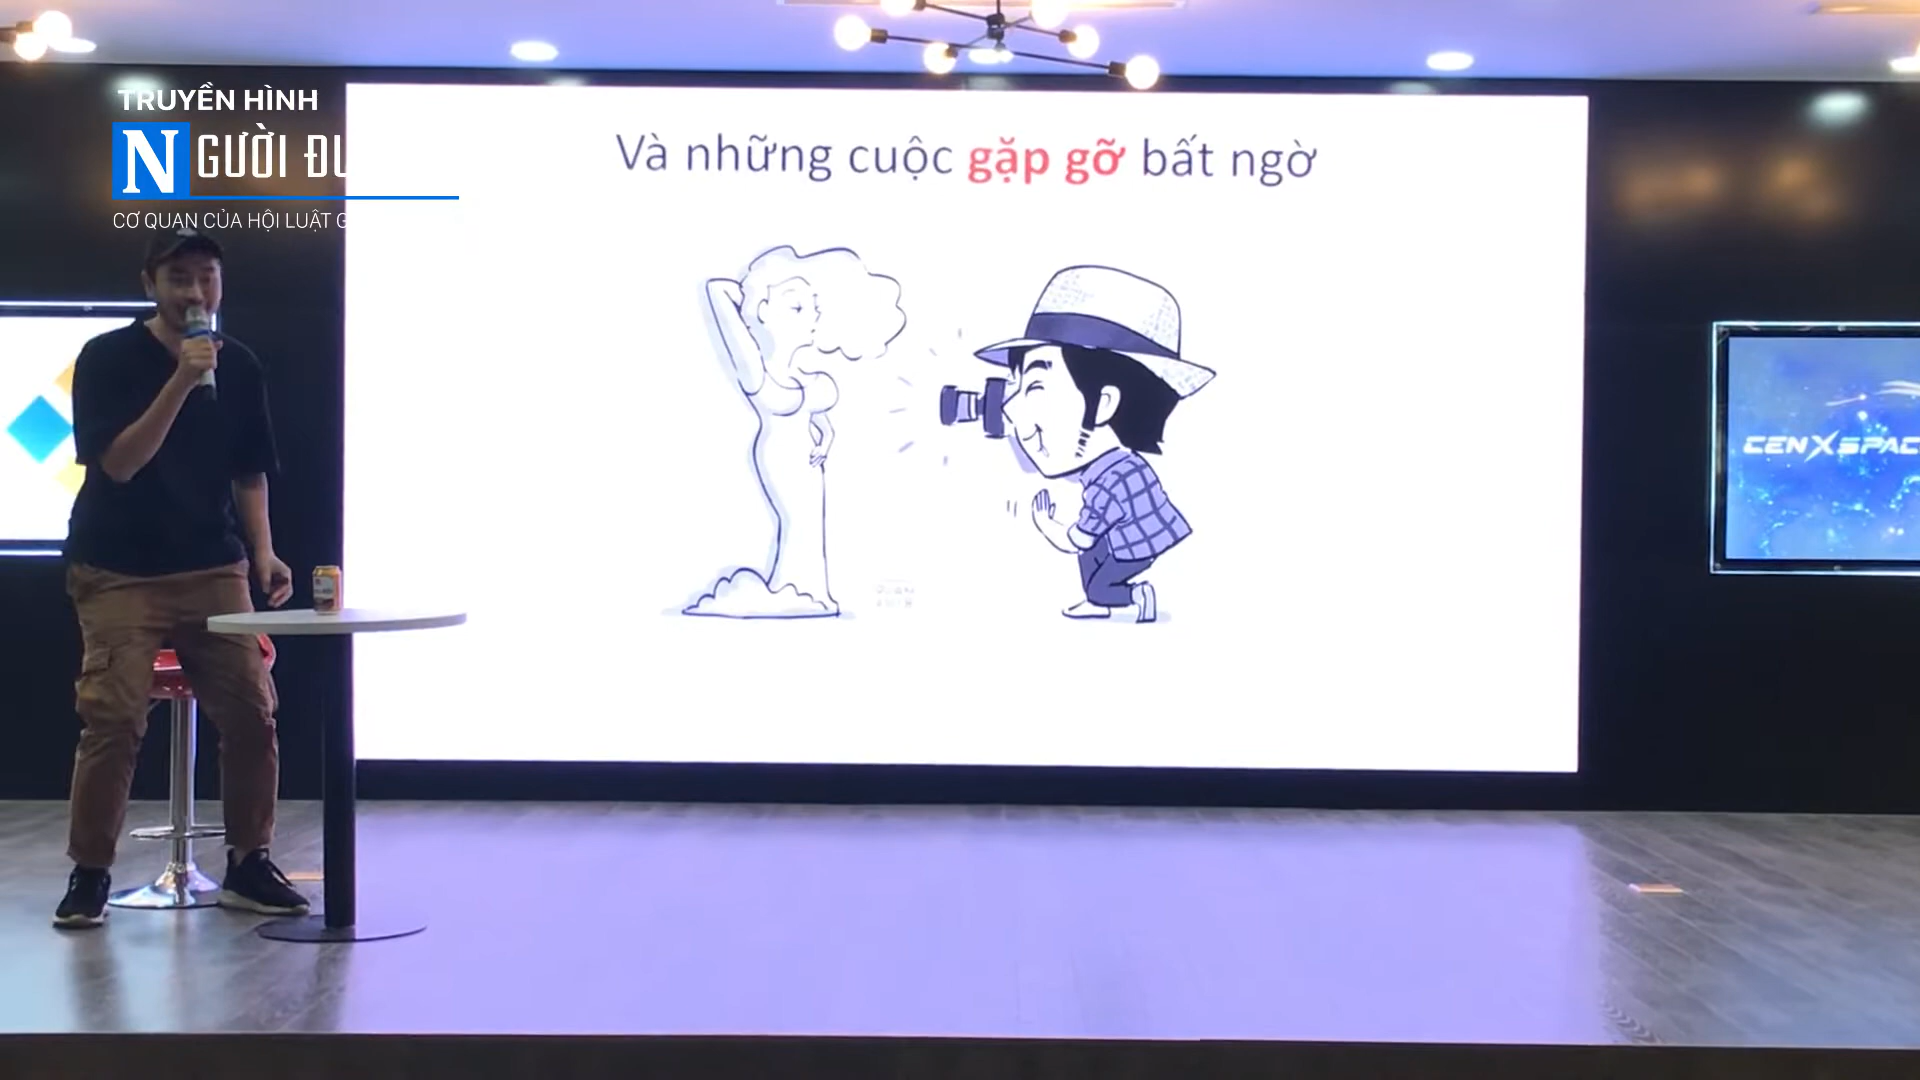 TRUYỀN HÌNH
NGƯỜI ĐƯ
CƠ QUAN CỦA HỘI LUẬT G
Và những cuộc gặp gỡ bất ngờ
CENXSPAC